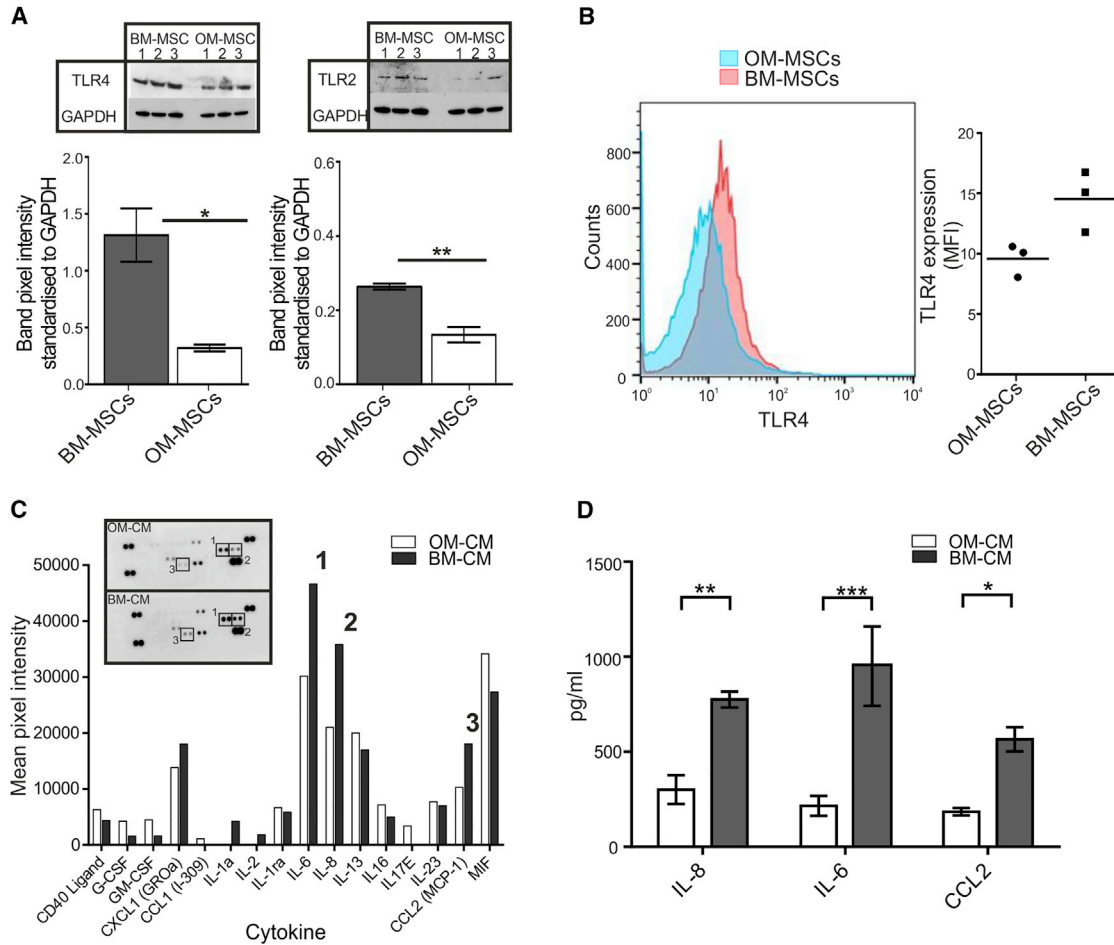 A
BM-MSC OM-MSC
1 2 3 1 2 3
TLR4
GAPDH
BM-MSC OM-MSC
1 2 3 1 2 3
TLR2
GAPDH
Band pixel intensity
standardised to GAPDH
2.0
1.5
1.0
0.5
0.0
*
BM-MSCs
OM-MSCs
Band pixel intensity
standardised to GAPDH
0.6
0.4
0.2
0.0
**
BM-MSCs
OM-MSCs
B
OM-MSCs
BM-MSCs
Counts
800
600
400
200
0
10⁰ 10¹ 10² 10³ 10⁴
TLR4
TLR4 expression
(MFI)
20
15
10
5
0
OM-MSCs
BM-MSCs
C
OM-CM
1
2
3
BM-CM
1
2
3
OM-CM
BM-CM
Mean pixel intensity
50000
40000
30000
20000
10000
0
1
2
3
CD40 Ligand
G-CSF
GM-CSF
CXCL1 (GROa)
CCL1 (I-309)
IL-1a
IL-2
IL-1ra
IL-6
IL-8
IL-13
IL16
IL17E
IL-23
CCL2 (MCP-1)
MIF
Cytokine
D
OM-CM
BM-CM
pg/ml
1500
1000
500
0
**
***
*
IL-8
IL-6
CCL2